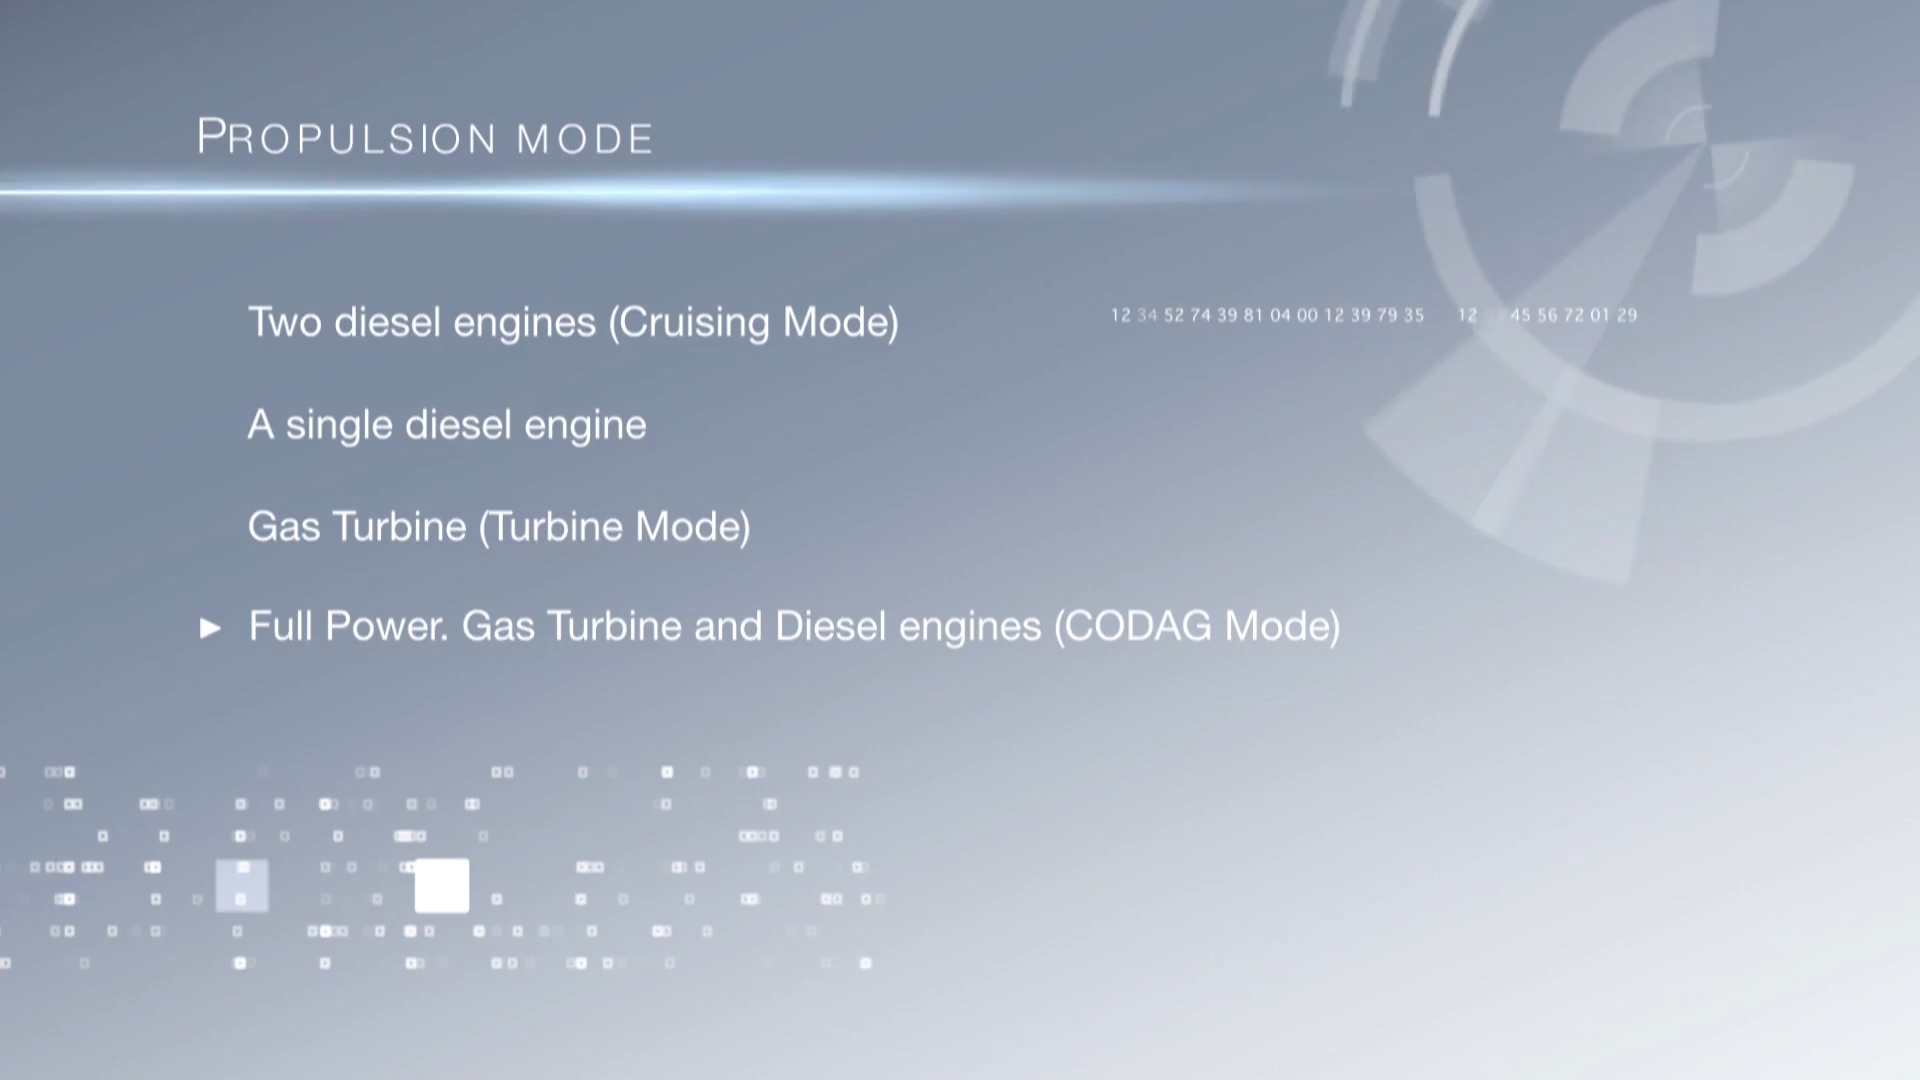 PROPULSION MODE
Two diesel engines (Cruising Mode)
12 34 52 74 39 81 04 00 12 39 79 35 12 45 56 72 01 29
A single diesel engine
Gas Turbine (Turbine Mode)
► Full Power. Gas Turbine and Diesel engines (CODAG Mode)